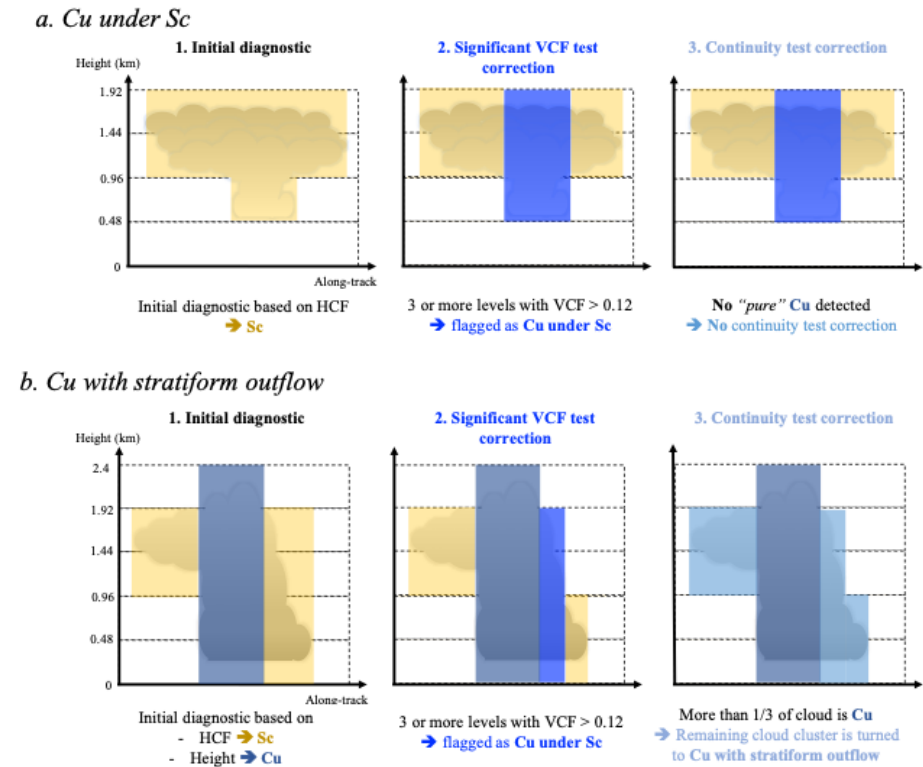 a. Cu under Sc
1. Initial diagnostic
2. Significant VCF test
correction
3. Continuity test correction
Height (km)
1.92
1.44
0.96
0.48
0
Along-track
Initial diagnostic based on HCF
➔ Sc
3 or more levels with VCF > 0.12
➔ flagged as Cu under Sc
No “pure” Cu detected
➔ No continuity test correction
b. Cu with stratiform outflow
1. Initial diagnostic
2. Significant VCF test
correction
3. Continuity test correction
Height (km)
2.4
1.92
1.44
0.96
0.48
0
Along-track
Initial diagnostic based on
- HCF ➔ Sc
- Height ➔ Cu
3 or more levels with VCF > 0.12
➔ flagged as Cu under Sc
More than 1/3 of cloud is Cu
➔ Remaining cloud cluster is turned
to Cu with stratiform outflow